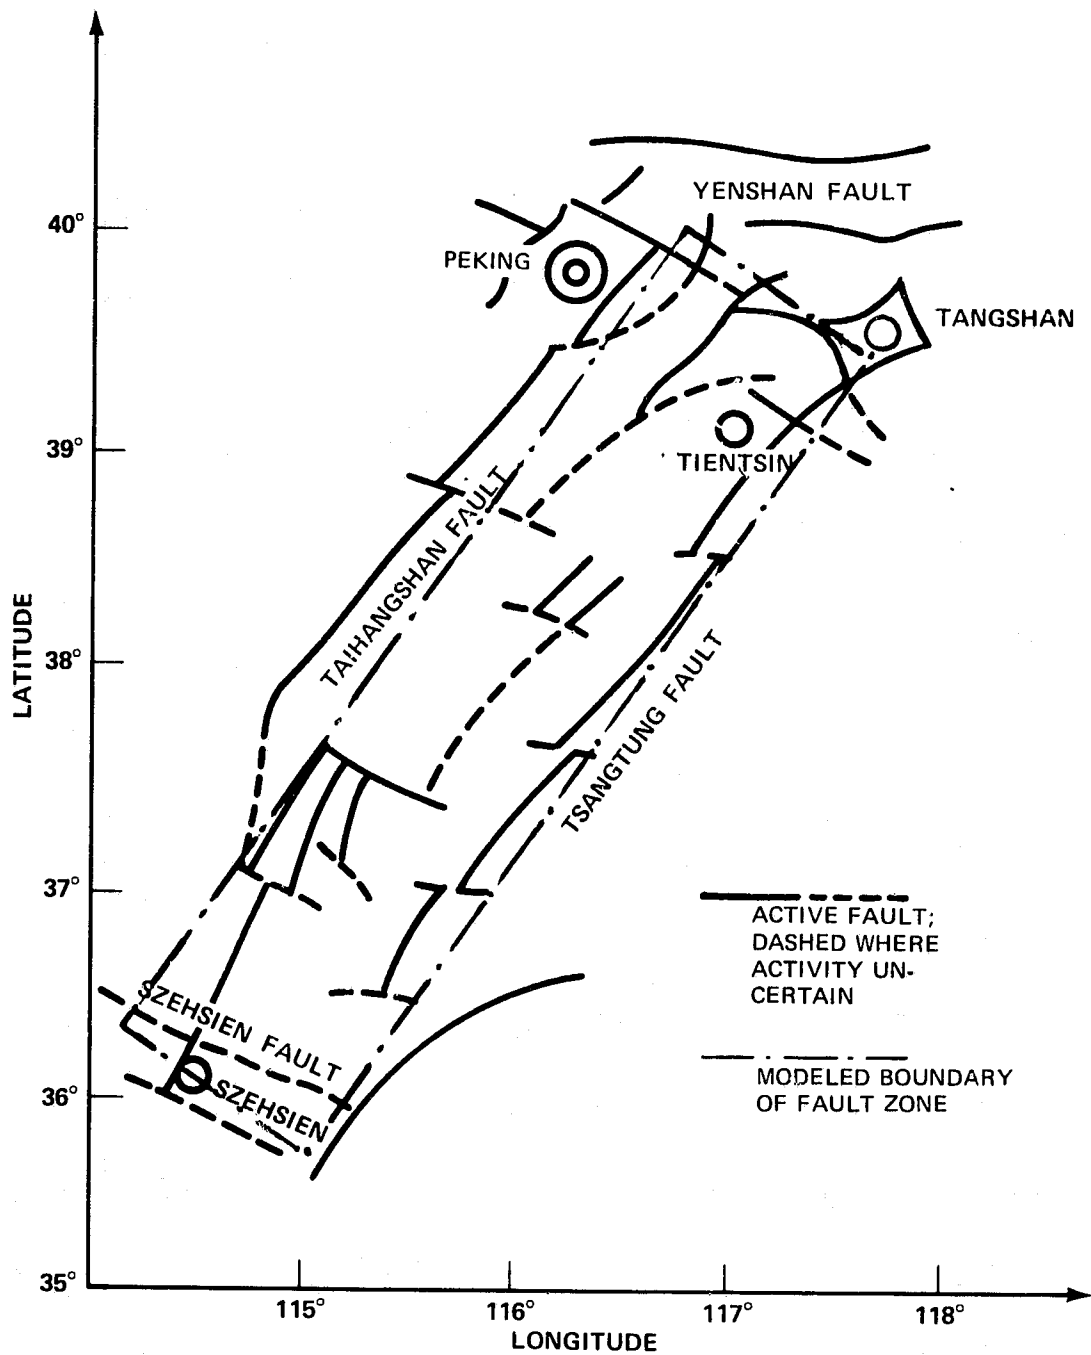 YENSHAN FAULT
40°
PEKING
TANGSHAN
39°
TIENTSIN
TAIHANGSHAN FAULT
LATITUDE
38°
TSANGTUNG FAULT
37°
ACTIVE FAULT;
DASHED WHERE
ACTIVITY UN-
CERTAIN
SZEHSIEN FAULT
36°
SZEHSIEN
MODELED BOUNDARY
OF FAULT ZONE
35°
115°
116°
117°
118°
LONGITUDE